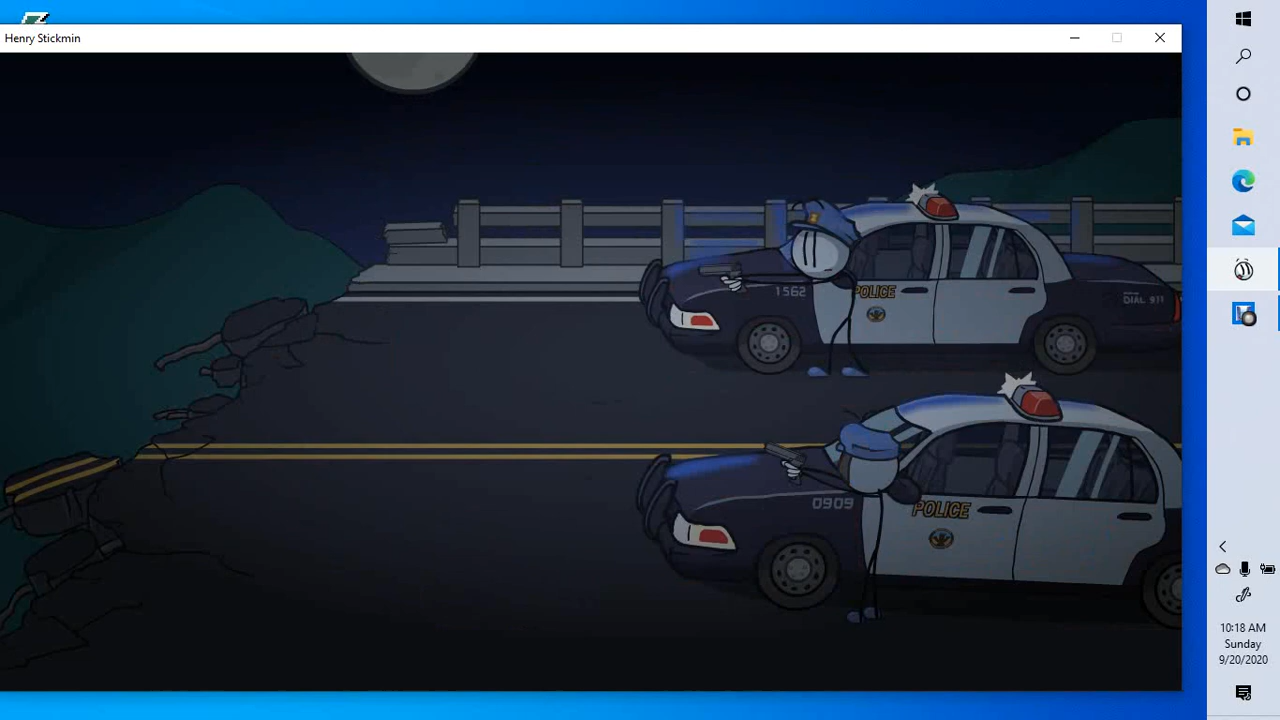 Henry Stickmin
1562
POLICE
DIAL 911
0909
POLICE
10:18 AM
Sunday
9/20/2020